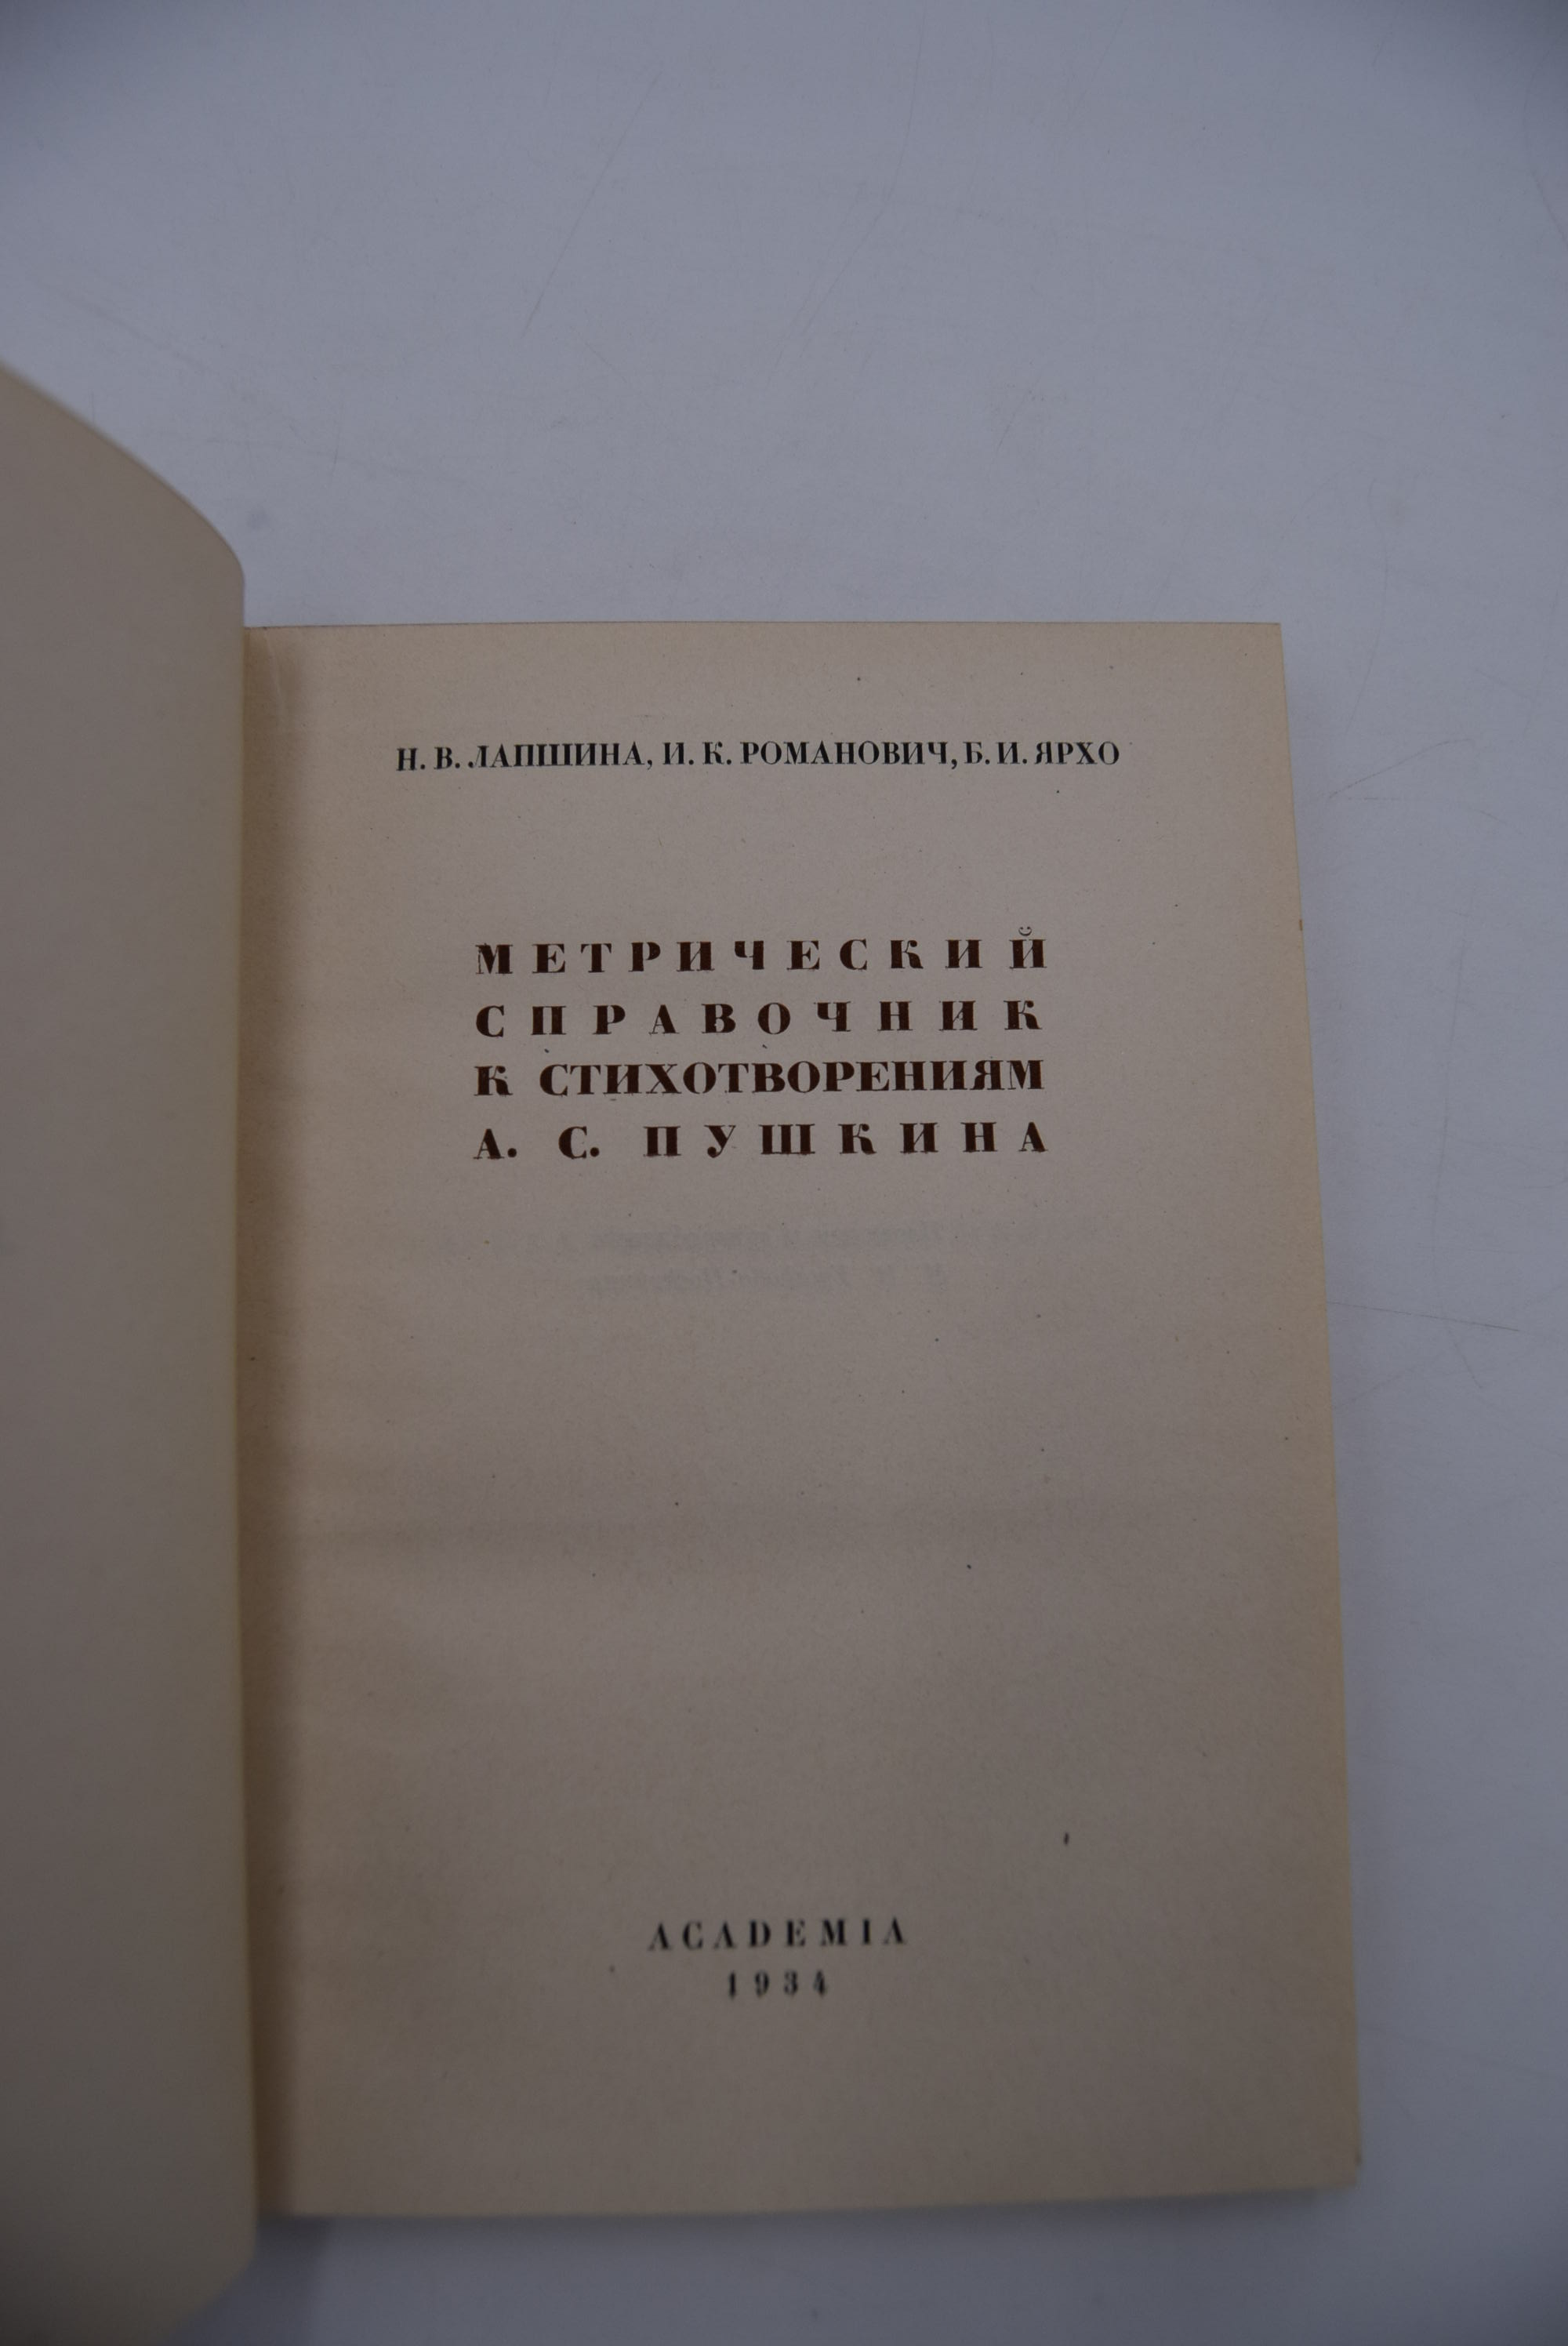 Н. В. ЛАПШИНА, И. К. РОМАНОВИЧ, Б. И. ЯРХО
МЕТРИЧЕСКИЙ
СПРАВОЧНИК
К СТИХОТВОРЕНИЯМ
А. С. ПУШКИНА
ACADEMIA
1934